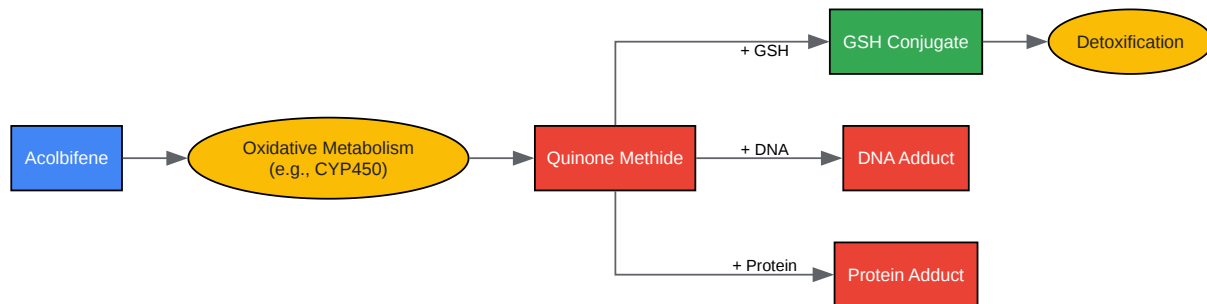 Acolbifene
Oxidative Metabolism
(e.g., CYP450)
Quinone Methide
+ GSH
GSH Conjugate
Detoxification
+ DNA
DNA Adduct
+ Protein
Protein Adduct